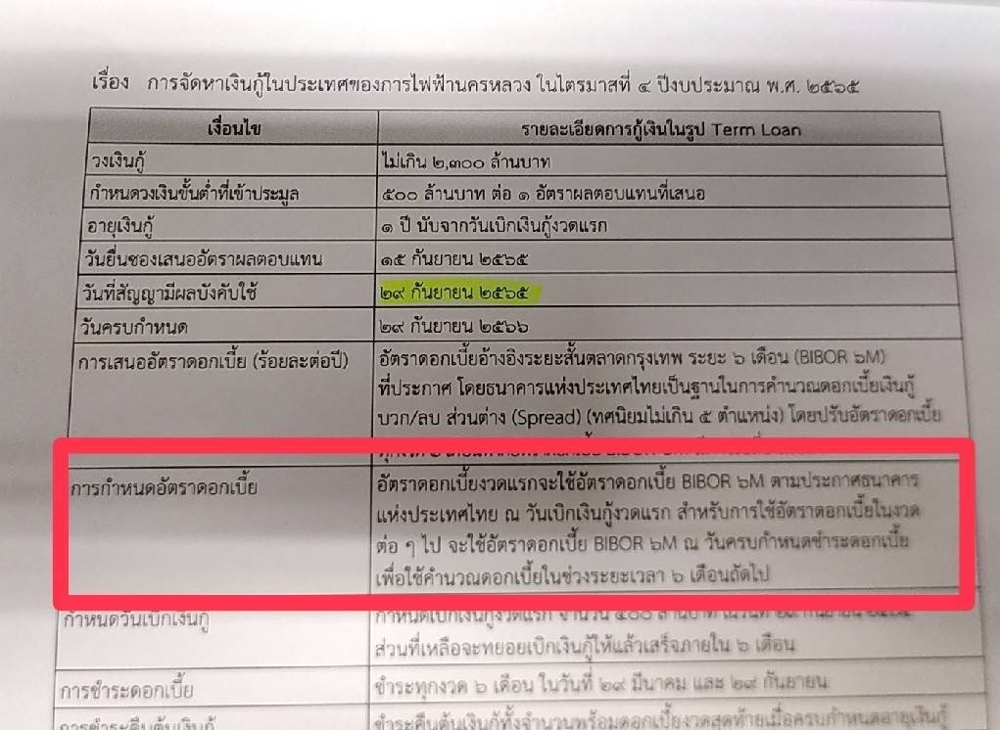 เรื่อง การจัดหาเงินกู้ในประเทศของการไฟฟ้านครหลวง ในไตรมาสที่ ๔ ปีงบประมาณ พ.ศ. ๒๕๖๕
เงื่อนไข รายละเอียดการกู้เงินในรูป Term Loan
วงเงินกู้ ไม่เกิน ๒,๓๐๐ ล้านบาท
กำหนดวงเงินขั้นต่ำที่เข้าประมูล ๕๐๐ ล้านบาท ต่อ ๑ อัตราผลตอบแทนที่เสนอ
อายุเงินกู้ ๑ ปี นับจากวันเบิกเงินกู้งวดแรก
วันยื่นซองเสนออัตราผลตอบแทน ๑๕ กันยายน ๒๕๖๕
วันที่สัญญามีผลบังคับใช้ ๒๙ กันยายน ๒๕๖๕
วันครบกำหนด ๒๙ กันยายน ๒๕๖๖
การเสนออัตราดอกเบี้ย (ร้อยละต่อปี) อัตราดอกเบี้ยอ้างอิงระยะสั้นตลาดกรุงเทพ ระยะ ๖ เดือน (BIBOR ๖M)
ที่ประกาศ โดยธนาคารแห่งประเทศไทยเป็นฐานในการคำนวณดอกเบี้ยเงินกู้
บวก/ลบ ส่วนต่าง (Spread) (ทศนิยมไม่เกิน ๕ ตำแหน่ง) โดยปรับอัตราดอกเบี้ย
การกำหนดอัตราดอกเบี้ย อัตราดอกเบี้ยงวดแรกจะใช้อัตราดอกเบี้ย BIBOR ๖M ตามประกาศธนาคาร
แห่งประเทศไทย ณ วันเบิกเงินกู้งวดแรก สำหรับการใช้อัตราดอกเบี้ยในงวด
ต่อ ๆ ไป จะใช้อัตราดอกเบี้ย BIBOR ๖M ณ วันครบกำหนดชำระดอกเบี้ย
เพื่อใช้คำนวณดอกเบี้ยในช่วงระยะเวลา ๖ เดือนถัดไป
กำหนดวันเบิกเงินกู้ กำหนดเบิกเงินกู้งวดแรก จำนวน ๕๐๐ ล้านบาท ในวันที่ ๒๙ กันยายน ๒๕๖๕
ส่วนที่เหลือจะทยอยเบิกเงินกู้ให้แล้วเสร็จภายใน ๖ เดือน
การชำระดอกเบี้ย ชำระทุกงวด ๖ เดือน ในวันที่ ๒๙ มีนาคม และ ๒๙ กันยายน
การชำระคืนต้นเงินกู้ ชำระคืนต้นเงินกู้ทั้งจำนวนพร้อมดอกเบี้ยงวดสุดท้ายเมื่อครบกำหนดอายุเงินกู้